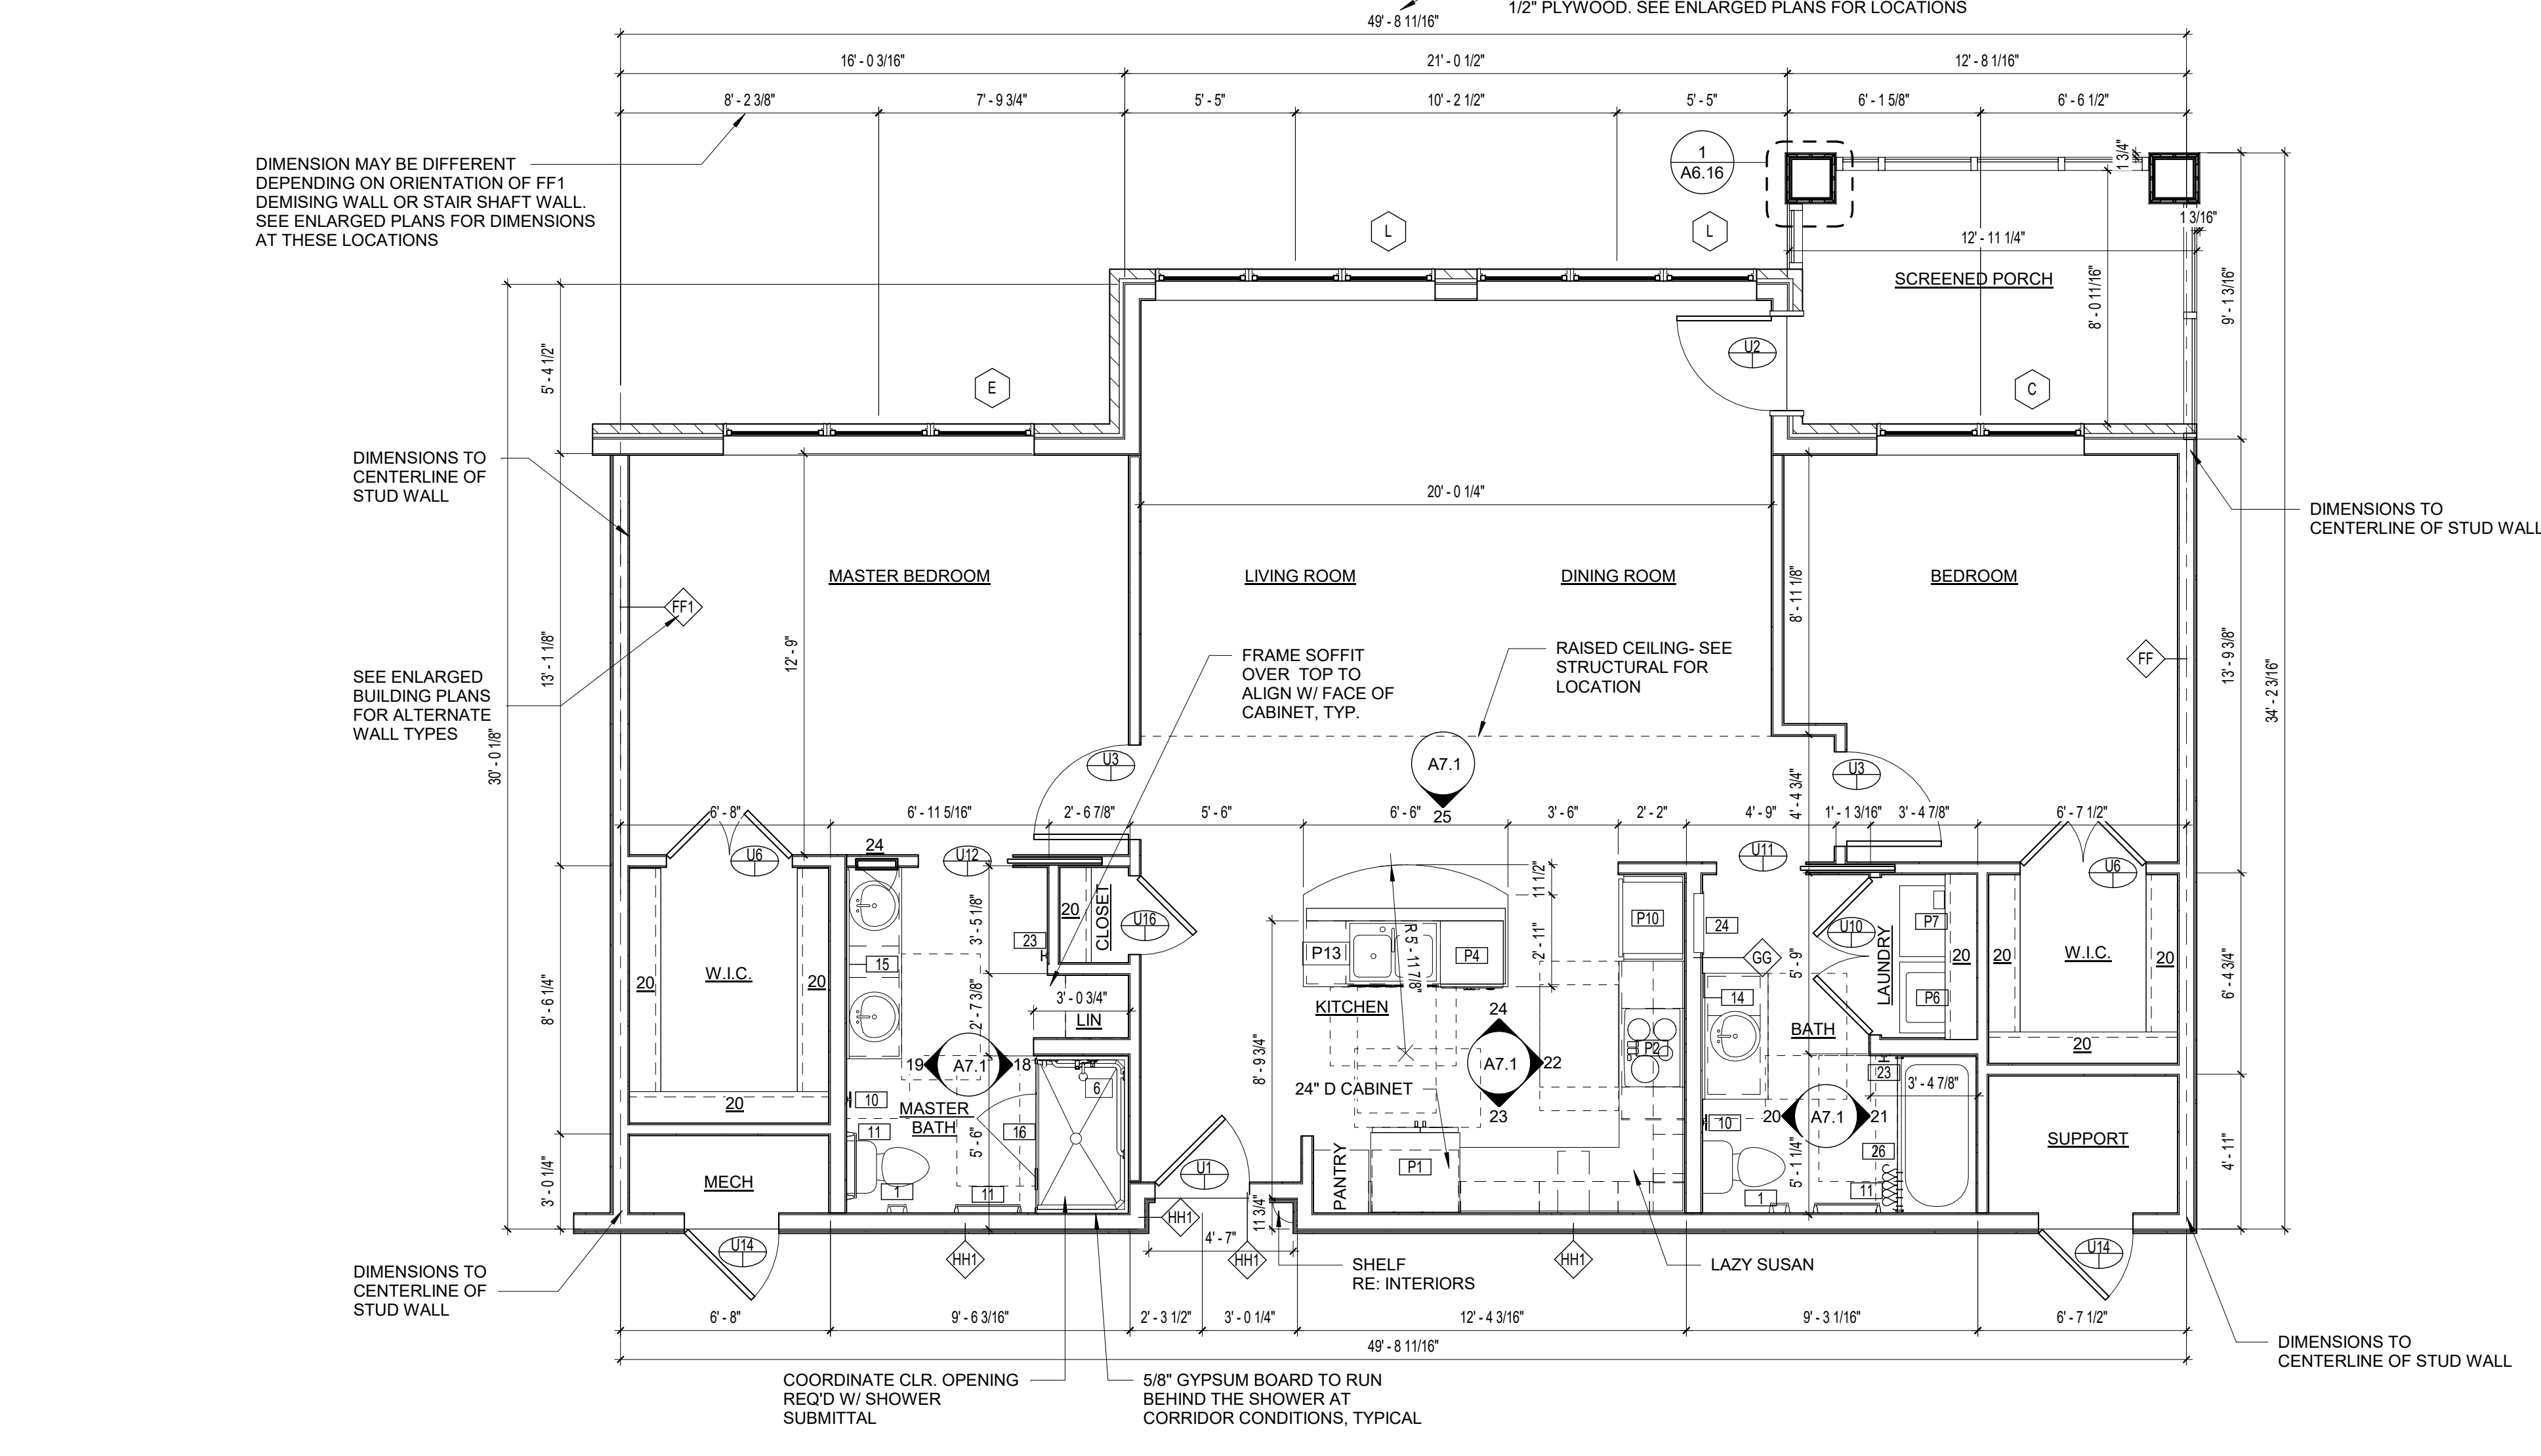 1/2" PLYWOOD. SEE ENLARGED PLANS FOR LOCATIONS
49' - 8 11/16"
16' - 0 3/16"
21' - 0 1/2"
12' - 8 1/16"
8' - 2 3/8"
7' - 9 3/4"
5' - 5"
10' - 2 1/2"
5' - 5"
6' - 1 5/8"
6' - 6 1/2"
DIMENSION MAY BE DIFFERENT
DEPENDING ON ORIENTATION OF FF1
DEMISING WALL OR STAIR SHAFT WALL.
SEE ENLARGED PLANS FOR DIMENSIONS
AT THESE LOCATIONS
1
A6.16
1 3/4"
1 3/16"
L
L
12' - 11 1/4"
SCREENED PORCH
8' - 0 11/16"
9' - 1 3/16"
5' - 4 1/2"
U2
E
C
DIMENSIONS TO
CENTERLINE OF
STUD WALL
20' - 0 1/4"
DIMENSIONS TO
CENTERLINE OF STUD WALL
MASTER BEDROOM
LIVING ROOM
DINING ROOM
BEDROOM
8' - 11 1/8"
FF1
12' - 9"
13' - 1 1/8"
FF
13' - 9 3/8"
34' - 2 3/16"
SEE ENLARGED
BUILDING PLANS
FOR ALTERNATE
WALL TYPES
30' - 0 1/8"
FRAME SOFFIT
OVER TOP TO
ALIGN W/ FACE OF
CABINET, TYP.
RAISED CEILING- SEE
STRUCTURAL FOR
LOCATION
U3
A7.1
25
U3
4' - 4 3/4"
6' - 8"
6' - 11 5/16"
2' - 6 7/8"
5' - 6"
6' - 6"
3' - 6"
2' - 2"
4' - 9"
1' - 1 3/16"
3' - 4 7/8"
6' - 7 1/2"
U6
24
U12
U11
U6
11 1/2"
20
CLOSET
U16
3' - 5 1/8"
23
P10
24
U10
P7
P13
P4
R 5' - 11 7/8"
2' - 11"
GG
5' - 9"
LAUNDRY
20
20
W.I.C.
20
W.I.C.
20
20
15
3' - 0 3/4"
LIN
2' - 7 3/8"
KITCHEN
14
P6
BATH
6' - 4 3/4"
8' - 6 1/4"
24
19
A7.1
18
A7.1
22
23
P2
20
8' - 9 3/4"
24" D CABINET
6
20
10
MASTER
BATH
11
16
5' - 6"
23
3' - 4 7/8"
10
20
A7.1
21
26
SUPPORT
4' - 11"
MECH
3' - 0 1/4"
1
11
U1
PANTRY
P1
1
5' - 1 1/4"
11
HH1
11 3/4"
4' - 7"
U14
HH1
HH1
HH1
U14
SHELF
RE: INTERIORS
LAZY SUSAN
DIMENSIONS TO
CENTERLINE OF
STUD WALL
6' - 8"
9' - 6 3/16"
2' - 3 1/2"
3' - 0 1/4"
12' - 4 3/16"
9' - 3 1/16"
6' - 7 1/2"
49' - 8 11/16"
DIMENSIONS TO
CENTERLINE OF STUD WALL
COORDINATE CLR. OPENING
REQ'D W/ SHOWER
SUBMITTAL
5/8" GYPSUM BOARD TO RUN
BEHIND THE SHOWER AT
CORRIDOR CONDITIONS, TYPICAL